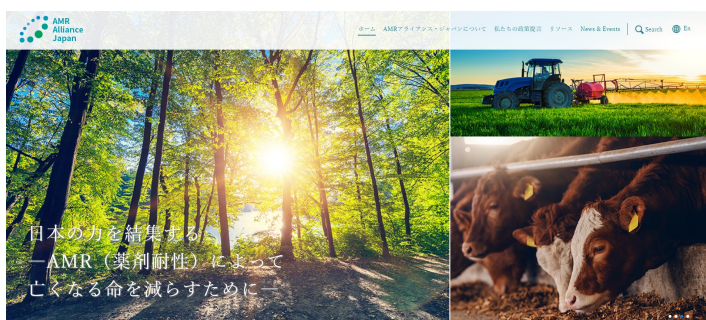 AMR
Alliance
Japan
ホーム AMRアライアンス・ジャパンについて 私たちの政策提言 リソース News & Events Search En
日本の力を結集する
―AMR（薬剤耐性）によって
亡くなる命を減らすために―